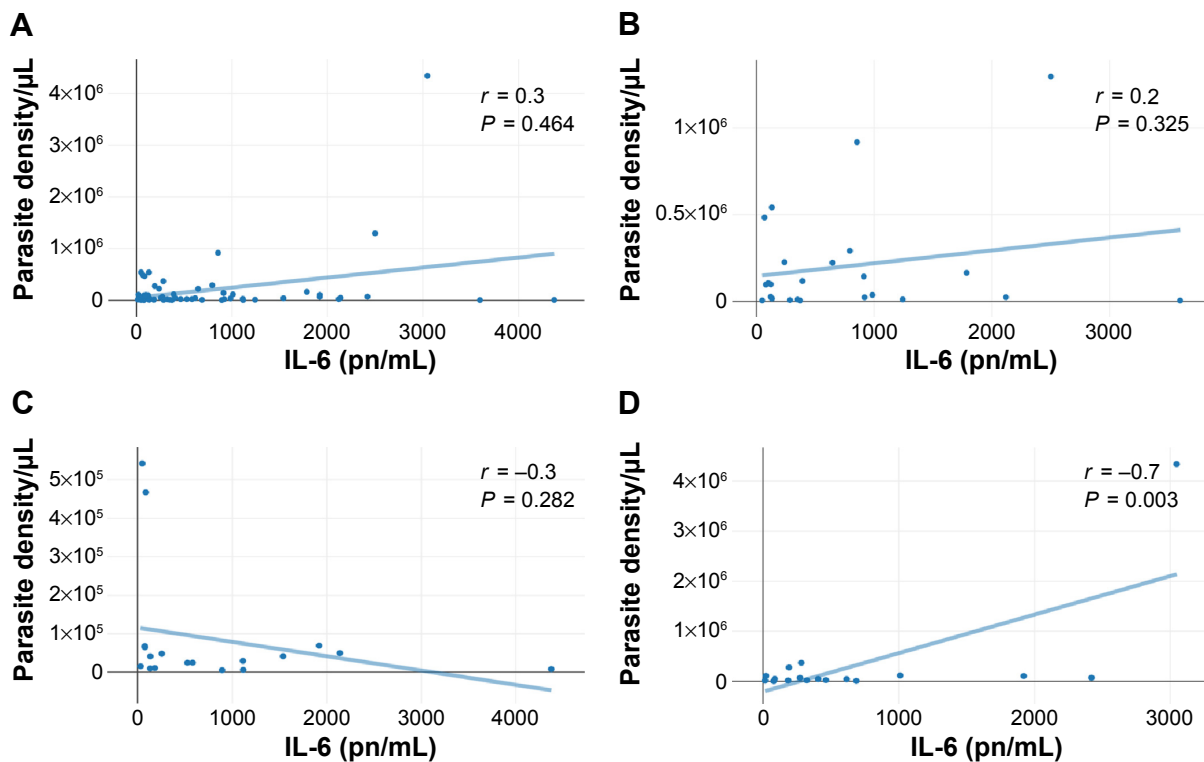 A
Parasite density/µL
4×10⁶
3×10⁶
2×10⁶
1×10⁶
0
r = 0.3
P = 0.464
0
1000
2000
3000
4000
IL-6 (pn/mL)
B
Parasite density/µL
1×10⁶
0.5×10⁶
0
r = 0.2
P = 0.325
0
1000
2000
3000
IL-6 (pn/mL)
C
Parasite density/µL
5×10⁵
4×10⁵
3×10⁵
2×10⁵
1×10⁵
0
r = –0.3
P = 0.282
0
1000
2000
3000
4000
IL-6 (pn/mL)
D
Parasite density/µL
4×10⁶
3×10⁶
2×10⁶
1×10⁶
0
r = –0.7
P = 0.003
0
1000
2000
3000
IL-6 (pn/mL)